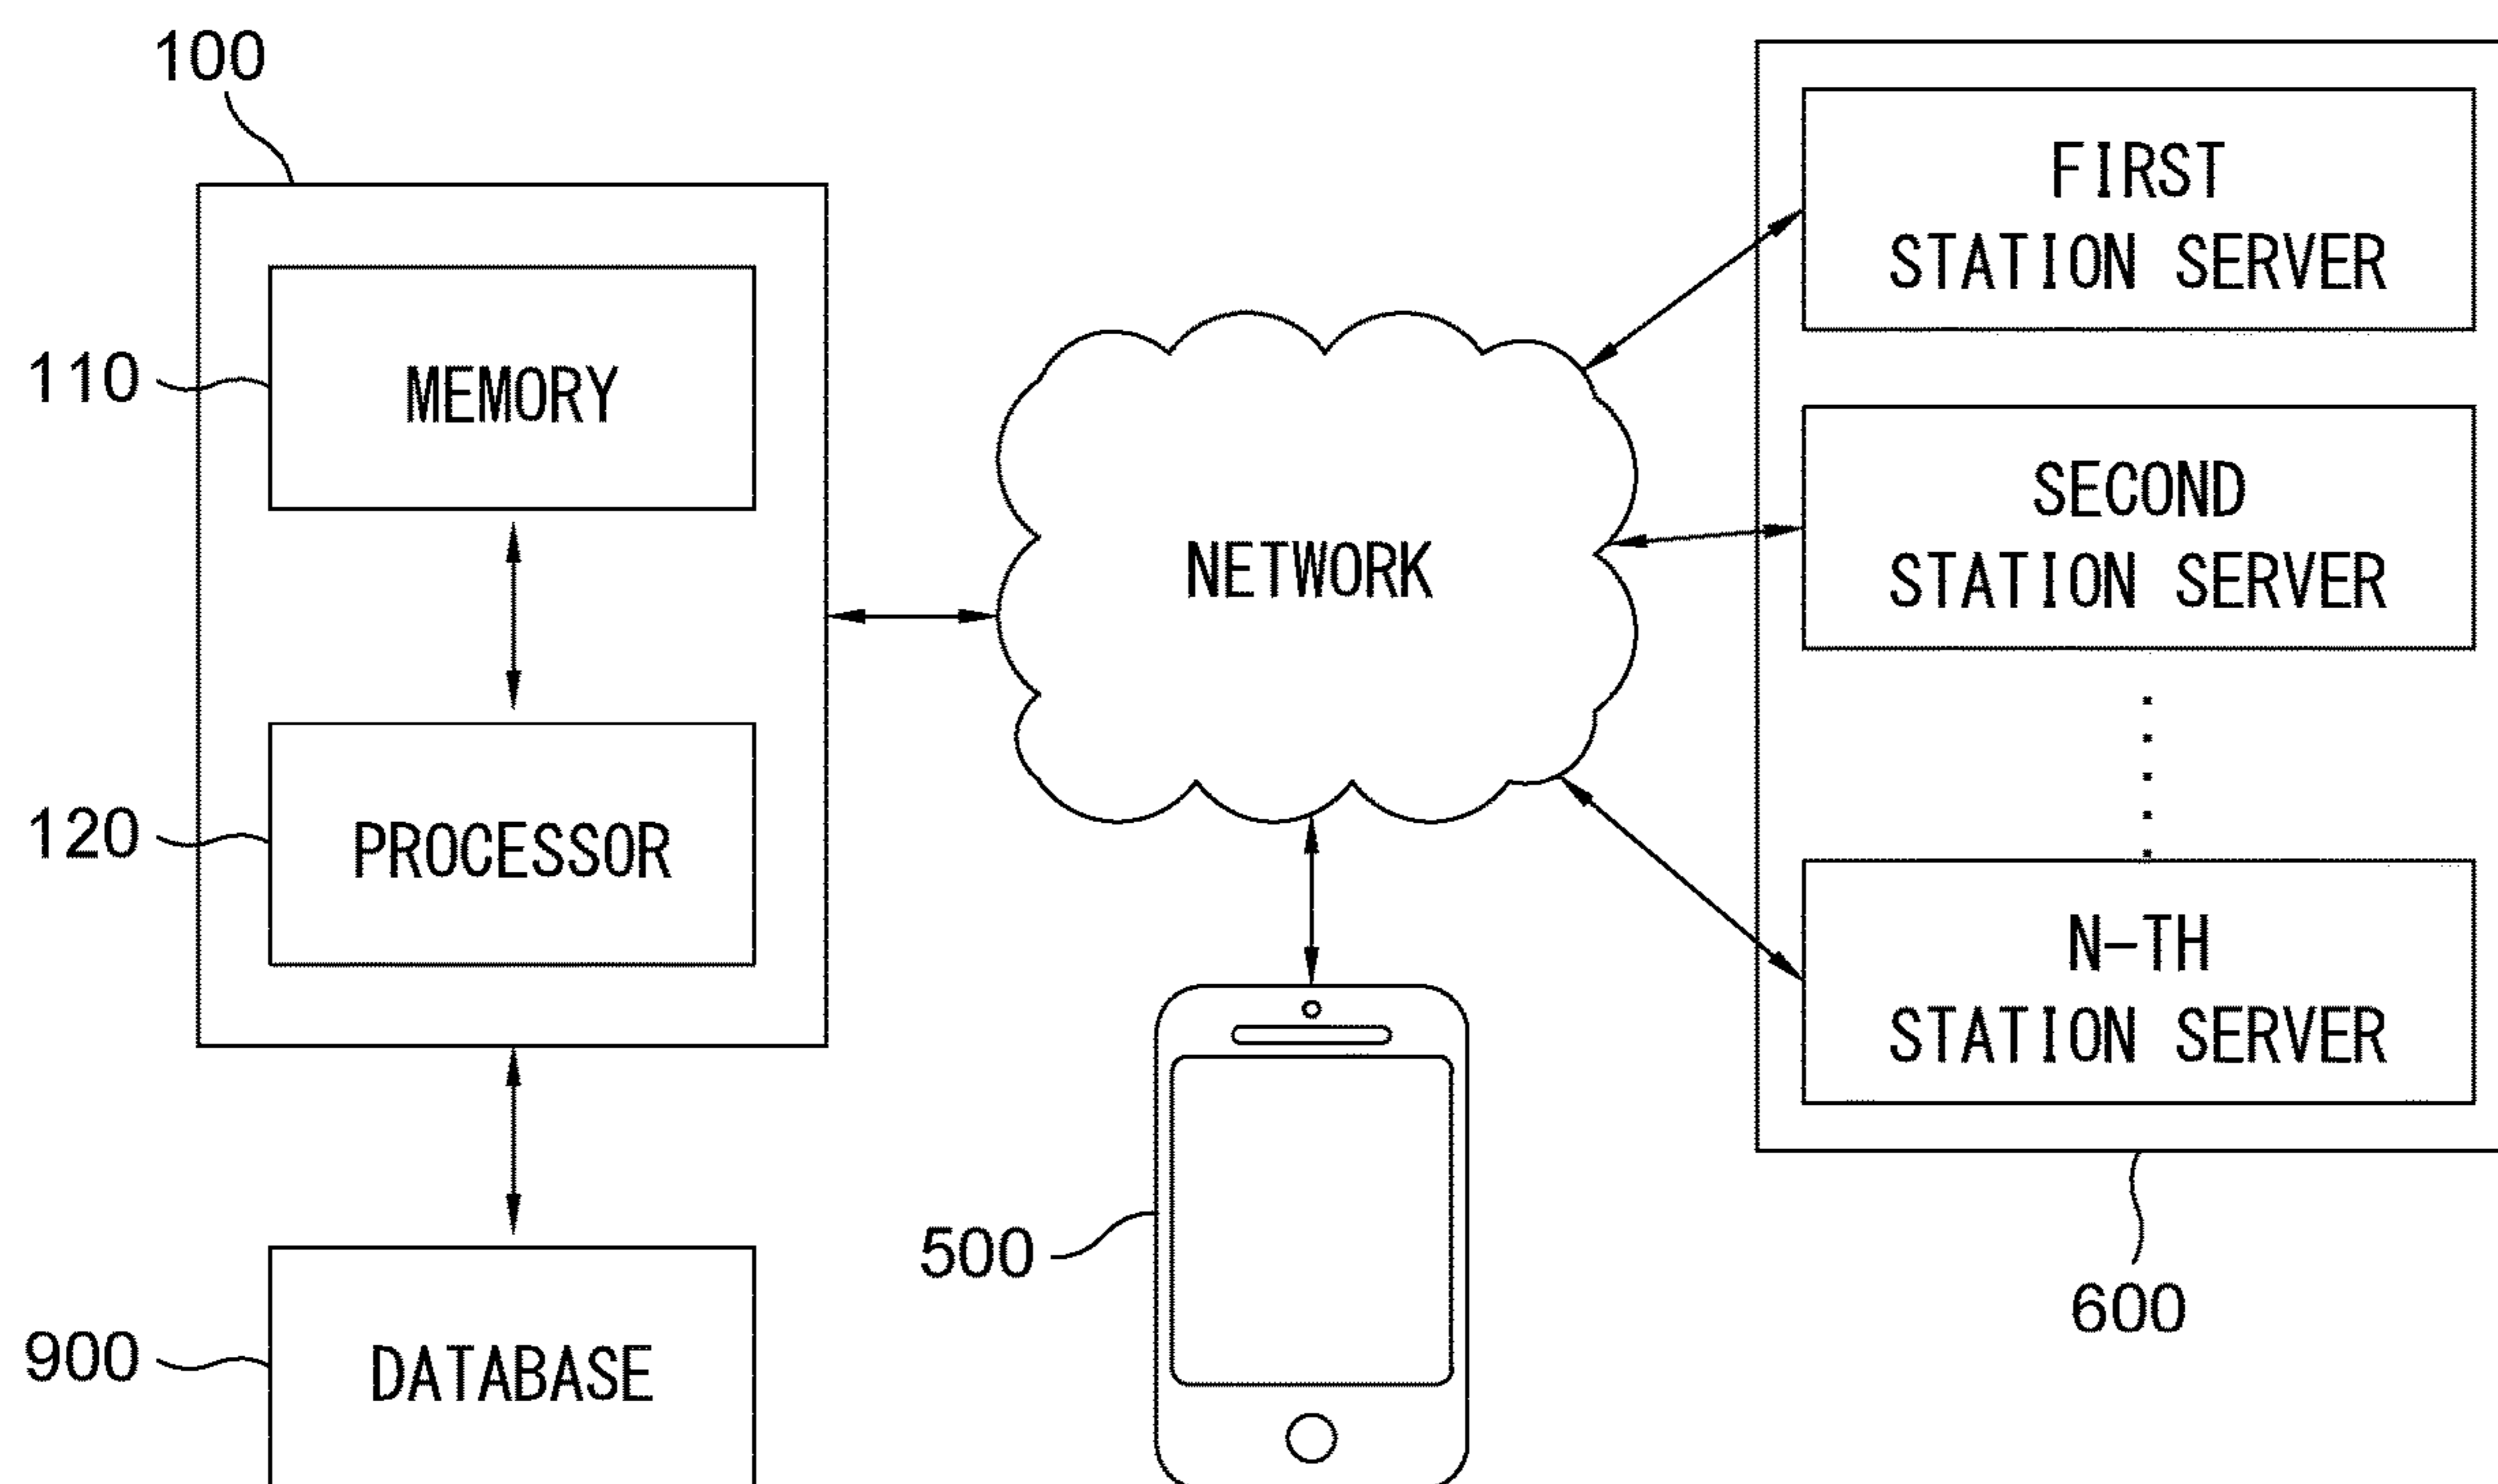 100
110
MEMORY
120
PROCESSOR
900
DATABASE
NETWORK
500
FIRST
STATION SERVER
SECOND
STATION SERVER
N-TH
STATION SERVER
600